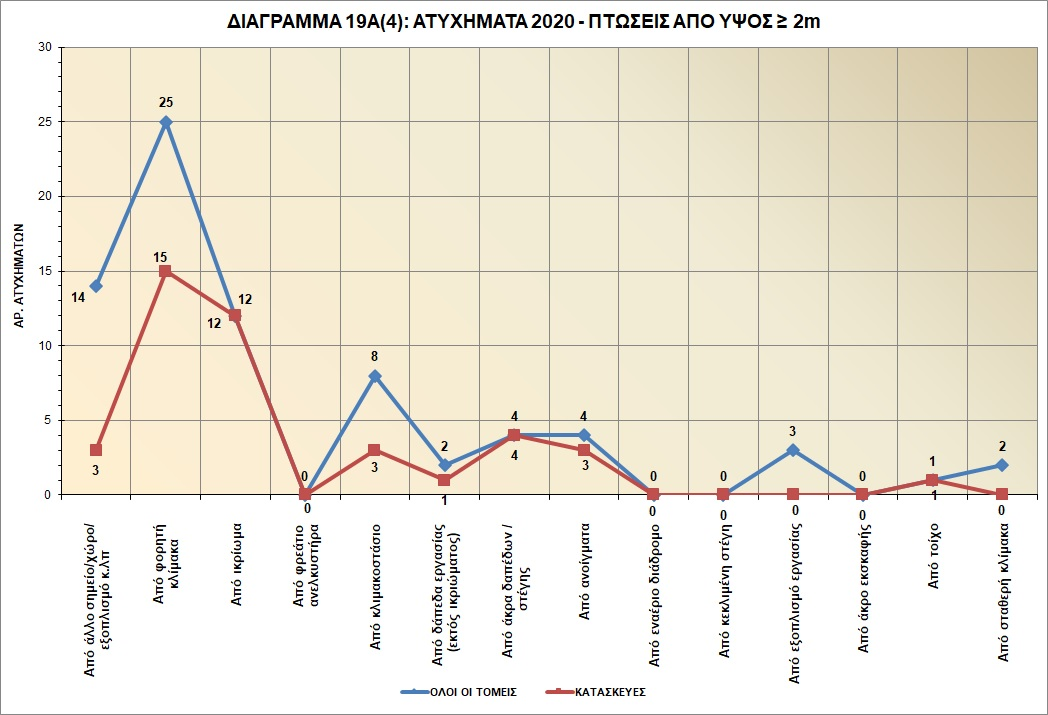 ΔΙΑΓΡΑΜΜΑ 19Α(4): ΑΤΥΧΗΜΑΤΑ 2020 - ΠΤΩΣΕΙΣ ΑΠΟ ΥΨΟΣ ≥ 2m
ΑΡ. ΑΤΥΧΗΜΑΤΩΝ
30
25
20
15
10
5
0
14
25
12
0
8
2
4
4
0
0
3
0
1
2
3
15
12
0
3
1
4
3
0
0
0
0
1
0
Από άλλο σημείο/χώρο/
εξοπλισμό κ.λπ
Από φορητή
κλίμακα
Από ικρίωμα
Από φρεάτιο
ανελκυστήρα
Από κλιμακοστάσιο
Από δάπεδα εργασίας
(εκτός ικριώματος)
Από άκρα δαπέδων /
στέγης
Από ανοίγματα
Από εναέριο διάδρομο
Από κεκλιμένη στέγη
Από εξοπλισμό εργασίας
Από άκρο εκσκαφής
Από τοίχο
Από σταθερή κλίμακα
ΟΛΟΙ ΟΙ ΤΟΜΕΙΣ
ΚΑΤΑΣΚΕΥΕΣ